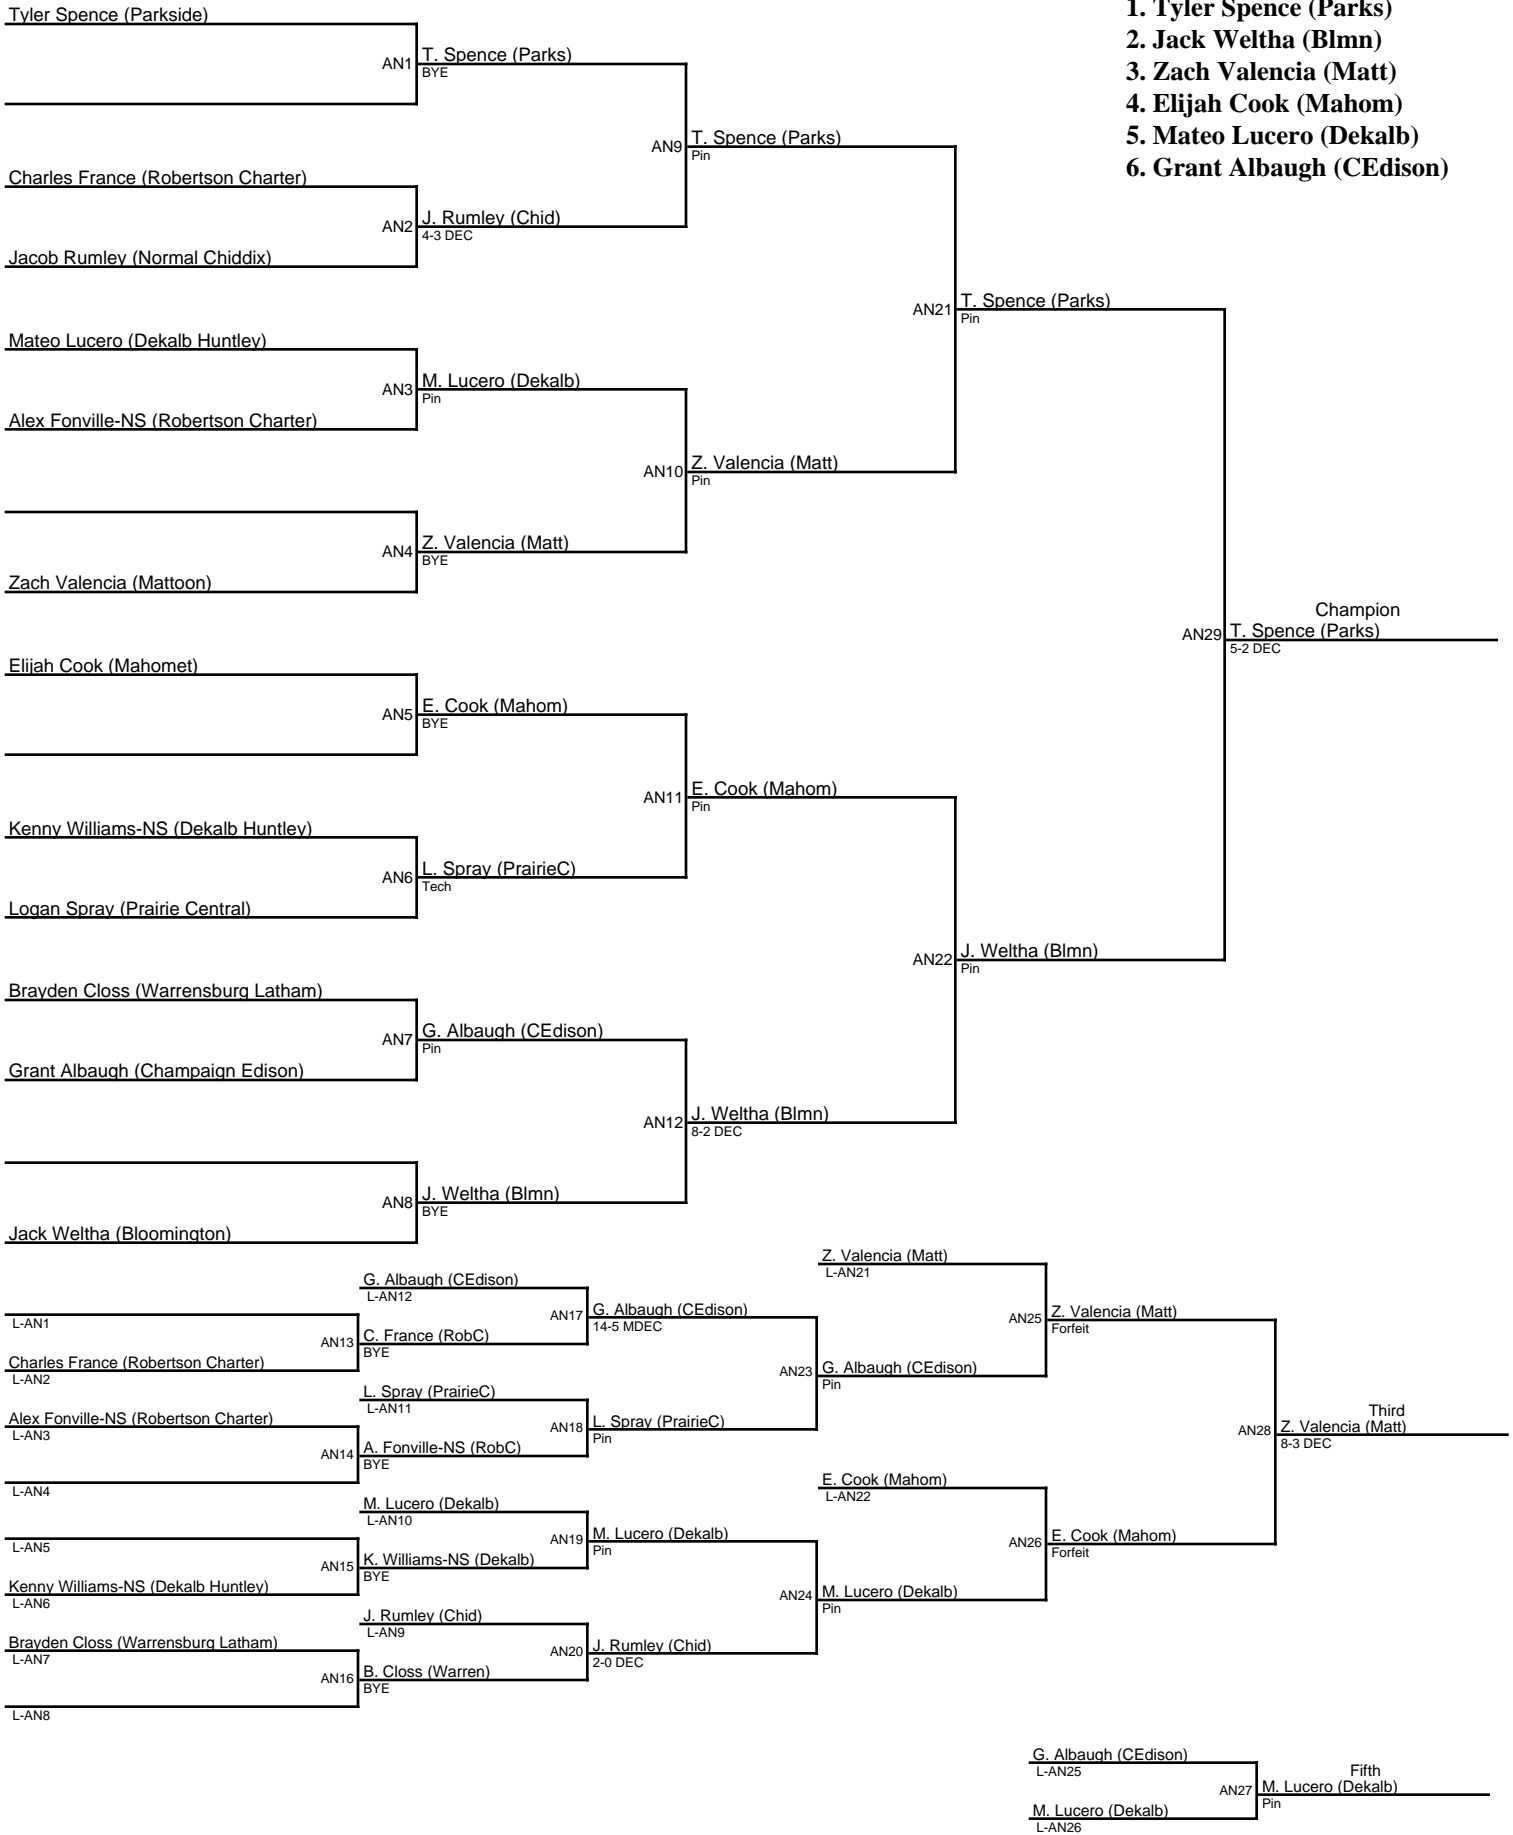 Tyler Spence (Parkside)
AN1
T. Spence (Parks)
BYE
1. Tyler Spence (Parks)
2. Jack Weltha (Blmn)
3. Zach Valencia (Matt)
4. Elijah Cook (Mahom)
5. Mateo Lucero (Dekalb)
6. Grant Albaugh (CEdison)
AN9
T. Spence (Parks)
Pin
Charles France (Robertson Charter)
AN2
J. Rumley (Chid)
4-3 DEC
Jacob Rumley (Normal Chiddix)
AN21
T. Spence (Parks)
Pin
Mateo Lucero (Dekalb Huntley)
AN3
M. Lucero (Dekalb)
Pin
Alex Fonville-NS (Robertson Charter)
AN10
Z. Valencia (Matt)
Pin
AN4
Z. Valencia (Matt)
BYE
Zach Valencia (Mattoon)
Champion
AN29
T. Spence (Parks)
5-2 DEC
Elijah Cook (Mahomet)
AN5
E. Cook (Mahom)
BYE
AN11
E. Cook (Mahom)
Pin
Kenny Williams-NS (Dekalb Huntley)
AN6
L. Spray (PrairieC)
Tech
Logan Spray (Prairie Central)
AN22
J. Weltha (Blmn)
Pin
Brayden Closs (Warrensburg Latham)
AN7
G. Albaugh (CEdison)
Pin
Grant Albaugh (Champaign Edison)
AN12
J. Weltha (Blmn)
8-2 DEC
AN8
J. Weltha (Blmn)
BYE
Jack Weltha (Bloomington)
L-AN1
Charles France (Robertson Charter)
L-AN2
Alex Fonville-NS (Robertson Charter)
L-AN3
L-AN4
L-AN5
Kenny Williams-NS (Dekalb Huntley)
L-AN6
Brayden Closs (Warrensburg Latham)
L-AN7
L-AN8
G. Albaugh (CEdison)
L-AN12
AN13
C. France (RobC)
BYE
L. Spray (PrairieC)
L-AN11
AN14
A. Fonville-NS (RobC)
BYE
M. Lucero (Dekalb)
L-AN10
AN15
K. Williams-NS (Dekalb)
BYE
J. Rumley (Chid)
L-AN9
AN16
B. Closs (Warren)
BYE
AN17
G. Albaugh (CEdison)
14-5 MDEC
AN18
L. Spray (PrairieC)
Pin
AN19
M. Lucero (Dekalb)
Pin
AN20
J. Rumley (Chid)
2-0 DEC
Z. Valencia (Matt)
L-AN21
AN23
G. Albaugh (CEdison)
Pin
E. Cook (Mahom)
L-AN22
AN24
M. Lucero (Dekalb)
Pin
AN25
Z. Valencia (Matt)
Forfeit
AN26
E. Cook (Mahom)
Forfeit
Third
AN28
Z. Valencia (Matt)
8-3 DEC
G. Albaugh (CEdison)
L-AN25
M. Lucero (Dekalb)
L-AN26
Fifth
AN27
M. Lucero (Dekalb)
Pin